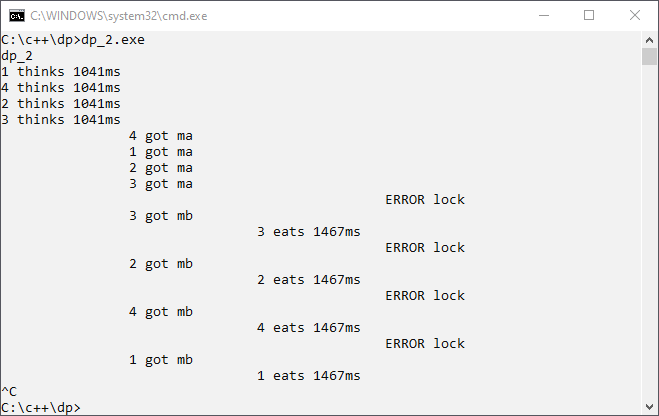 C:\WINDOWS\system32\cmd.exe
C:\c++\dp>dp_2.exe
dp_2
1 thinks 1041ms
4 thinks 1041ms
2 thinks 1041ms
3 thinks 1041ms
4 got ma
1 got ma
2 got ma
3 got ma
ERROR lock
3 got mb
3 eats 1467ms
ERROR lock
2 got mb
2 eats 1467ms
ERROR lock
4 got mb
4 eats 1467ms
ERROR lock
1 got mb
1 eats 1467ms
^C
C:\c++\dp>